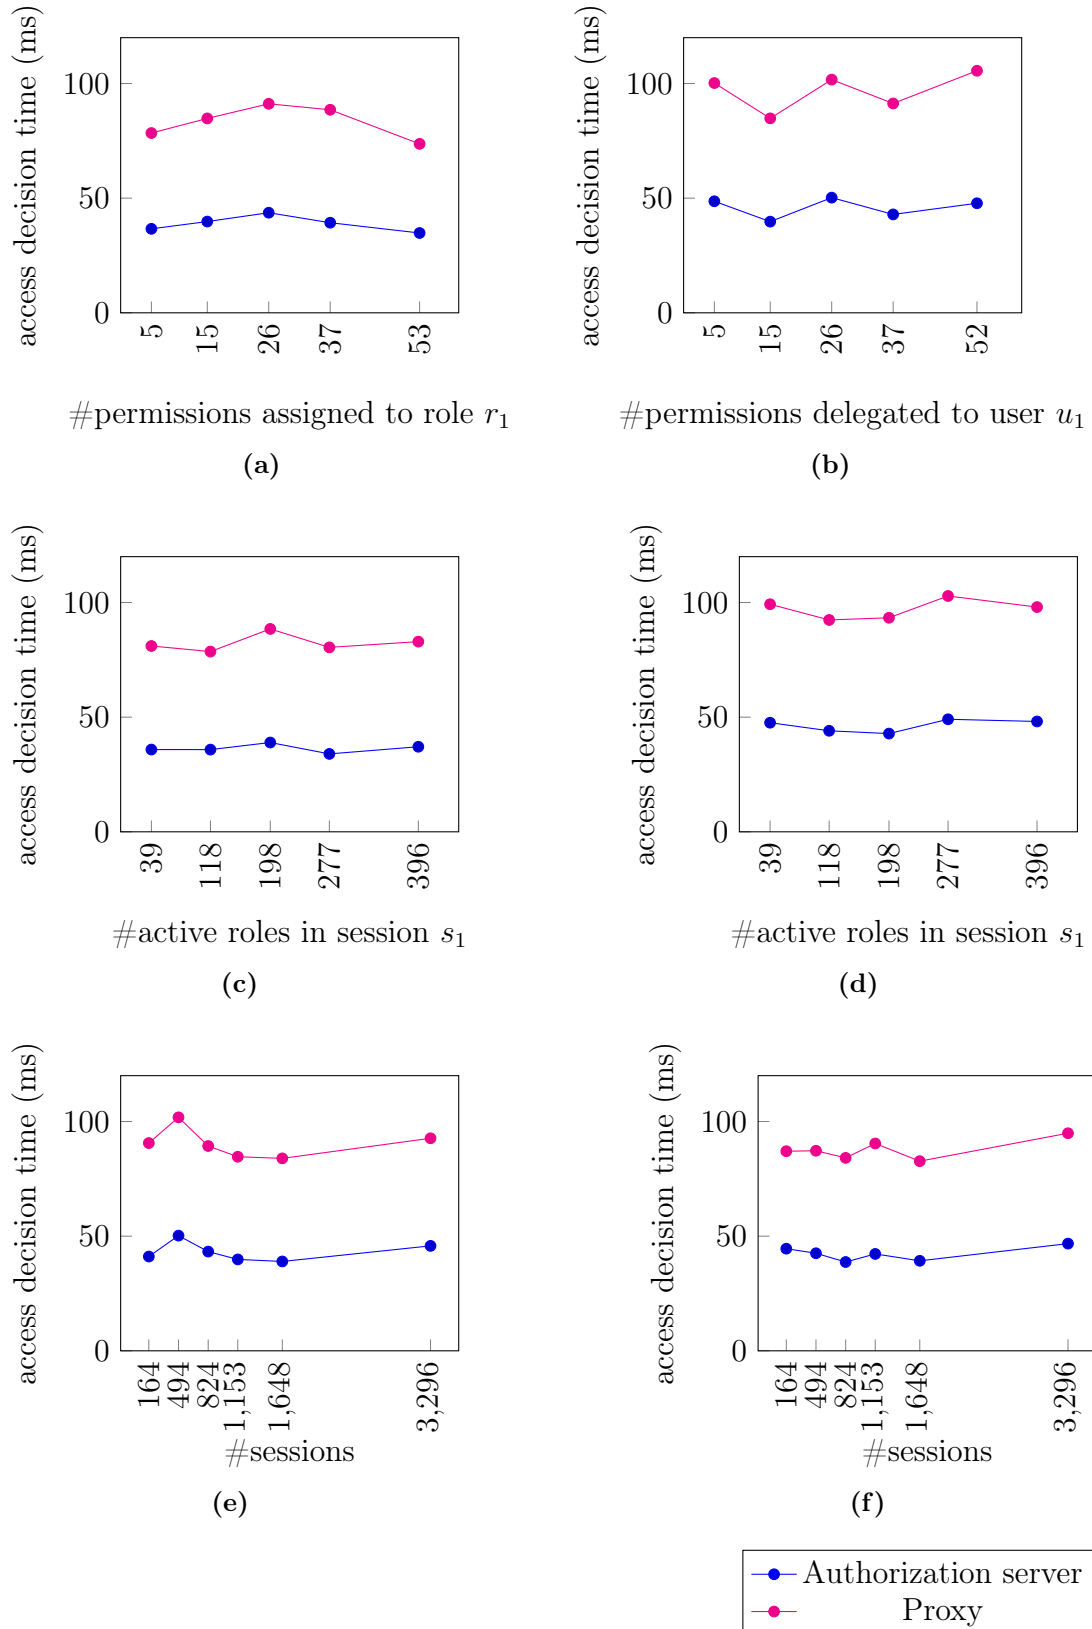 access decision time (ms)
100
50
0
5
15
26
37
53
#permissions assigned to role r₁
(a)
access decision time (ms)
100
50
0
5
15
26
37
52
#permissions delegated to user u₁
(b)
access decision time (ms)
100
50
0
39
118
198
277
396
#active roles in session s₁
(c)
access decision time (ms)
100
50
0
39
118
198
277
396
#active roles in session s₁
(d)
access decision time (ms)
100
50
0
164
494
824
1,153
1,648
3,296
#sessions
(e)
access decision time (ms)
100
50
0
164
494
824
1,153
1,648
3,296
#sessions
(f)
Authorization server
Proxy